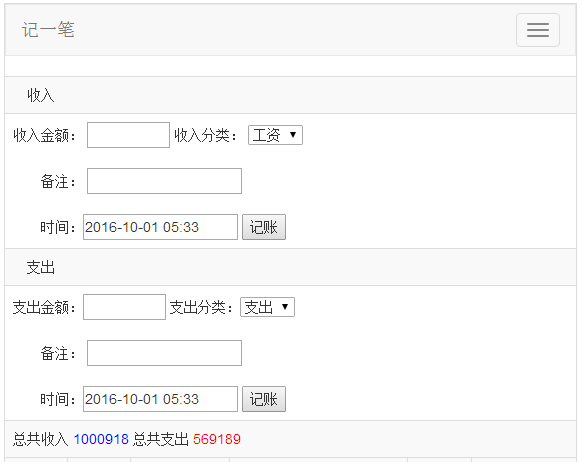 记一笔
收入
收入金额： 收入分类： 工资
备注：
时间：2016-10-01 05:33 记账
支出
支出金额： 支出分类： 支出
备注：
时间：2016-10-01 05:33 记账
总共收入 1000918 总共支出 569189